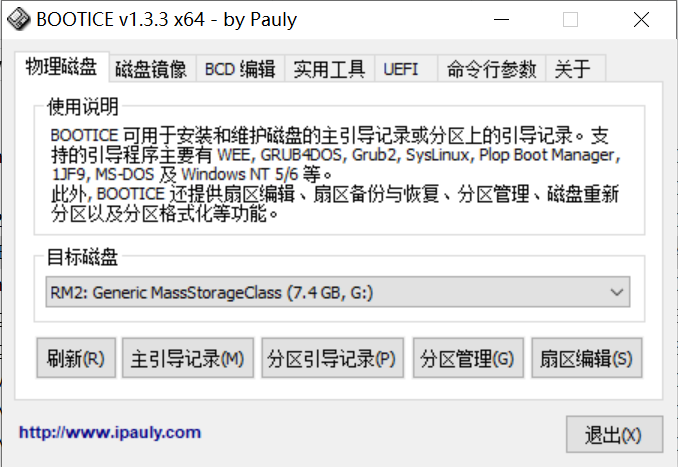 BOOTICE v1.3.3 x64 - by Pauly
物理磁盘 磁盘镜像 BCD 编辑 实用工具 UEFI 命令行参数 关于
使用说明
BOOTICE 可用于安装和维护磁盘的主引导记录或分区上的引导记录。支
持的引导程序主要有 WEE, GRUB4DOS, Grub2, SysLinux, Plop Boot Manager,
1JF9, MS-DOS 及 Windows NT 5/6 等。
此外, BOOTICE 还提供扇区编辑、扇区备份与恢复、分区管理、磁盘重新
分区以及分区格式化等功能。
目标磁盘
RM2: Generic MassStorageClass (7.4 GB, G:)
刷新(R) 主引导记录(M) 分区引导记录(P) 分区管理(G) 扇区编辑(S)
http://www.ipauly.com 退出(X)